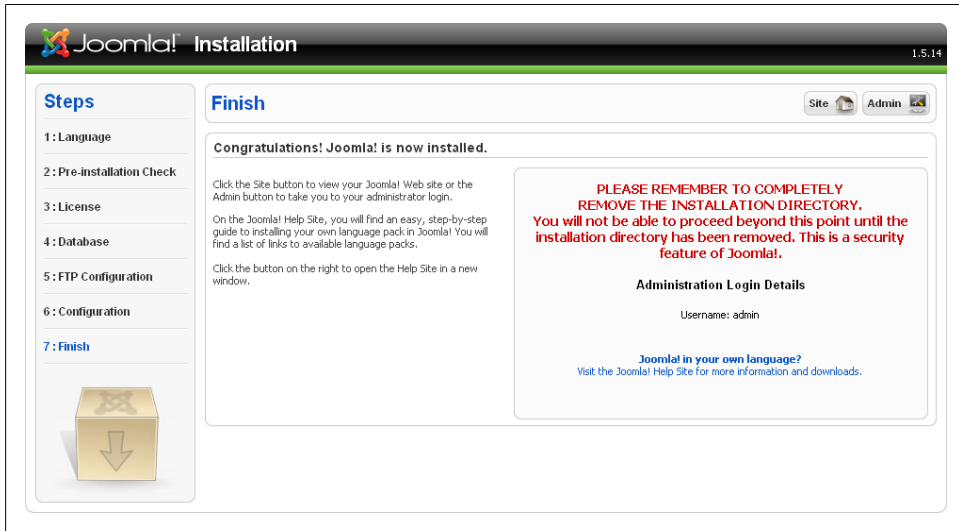 Joomla! Installation
1.5.14
Steps
1 : Language
2 : Pre-installation Check
3 : License
4 : Database
5 : FTP Configuration
6 : Configuration
7 : Finish
Finish
Site
Admin
Congratulations! Joomla! is now installed.
Click the Site button to view your Joomla! Web site or the
Admin button to take you to your administrator login.
On the Joomla! Help Site, you will find an easy, step-by-step
guide to installing your own language pack in Joomla! You will
find a list of links to available language packs.
Click the button on the right to open the Help Site in a new
window.
PLEASE REMEMBER TO COMPLETELY
REMOVE THE INSTALLATION DIRECTORY.
You will not be able to proceed beyond this point until the
installation directory has been removed. This is a security
feature of Joomla!.
Administration Login Details
Username: admin
Joomla! in your own language?
Visit the Joomla! Help Site for more information and downloads.